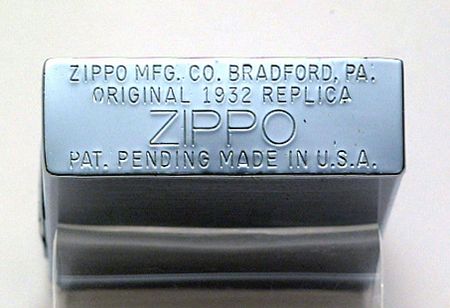 ZIPPO MFG. CO. BRADFORD, PA.
ORIGINAL 1932 REPLICA
ZIPPO
PAT. PENDING MADE IN U.S.A.